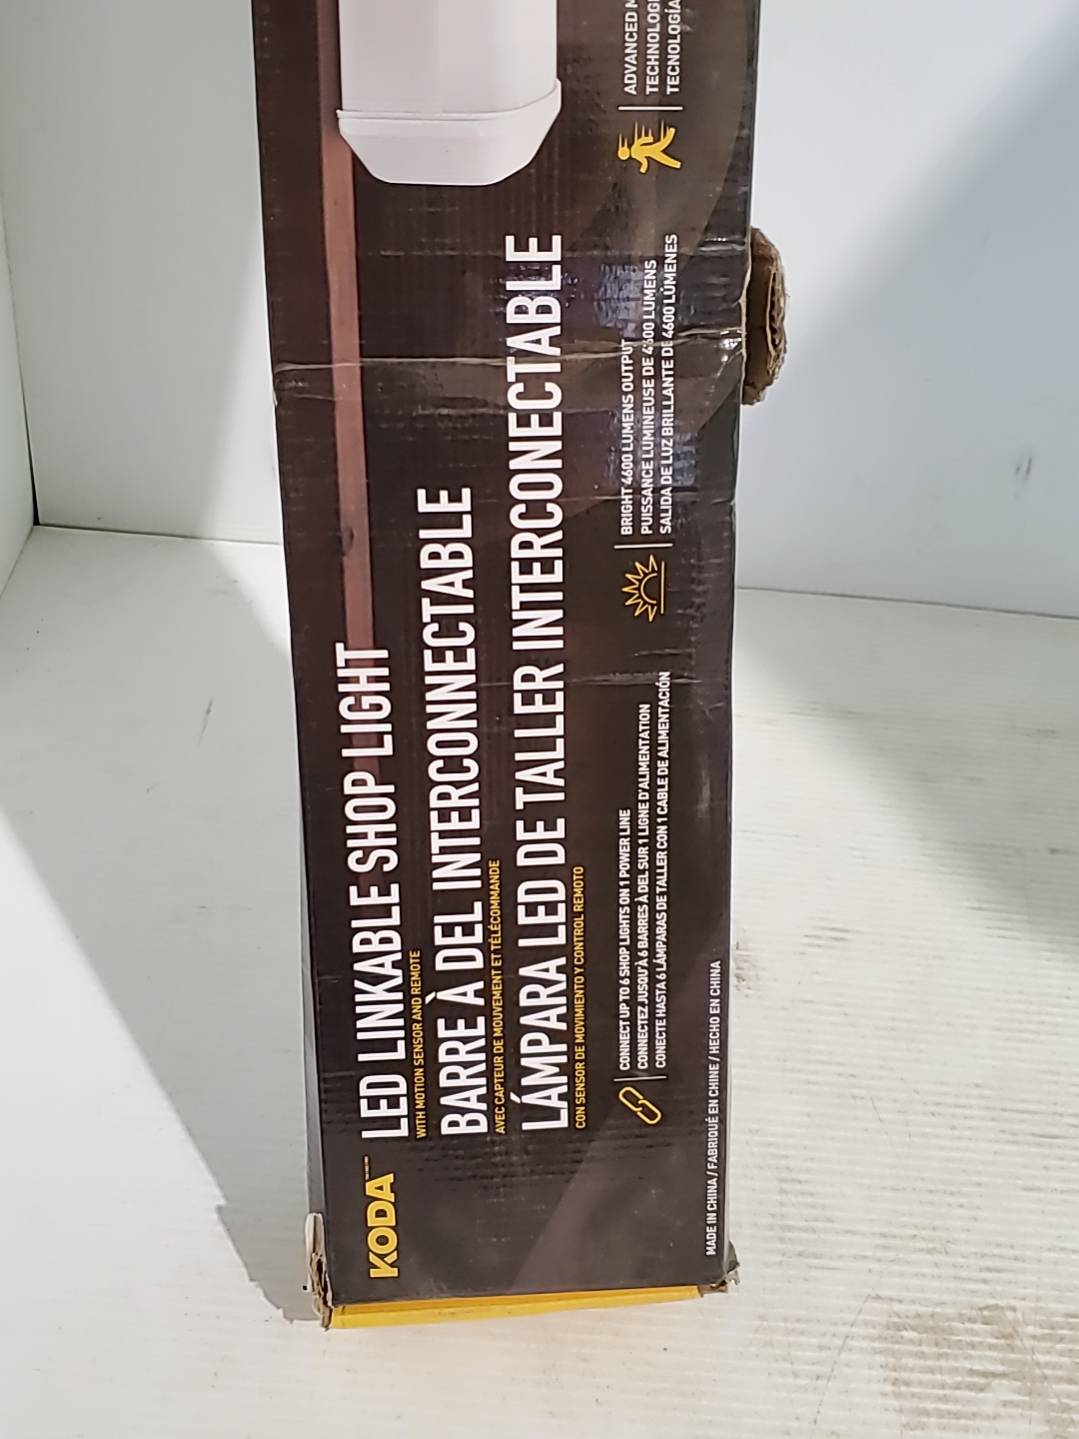 KODA
LED LINKABLE SHOP LIGHT
WITH MOTION SENSOR AND REMOTE
BARRE À DEL INTERCONNECTABLE
AVEC CAPTEUR DE MOUVEMENT ET TÉLÉCOMMANDE
LÁMPARA LED DE TALLER INTERCONECTABLE
CON SENSOR DE MOVIMIENTO Y CONTROL REMOTO
CONNECT UP TO 6 SHOP LIGHTS ON 1 POWER LINE
CONNECTEZ JUSQU'À 6 BARRES À DEL SUR 1 LIGNE D'ALIMENTATION
CONECTE HASTA 6 LÁMPARAS DE TALLER CON 1 CABLE DE ALIMENTACIÓN
BRIGHT 4600 LUMENS OUTPUT
PUISSANCE LUMINEUSE DE 4600 LUMENS
SALIDA DE LUZ BRILLANTE DE 4600 LÚMENES
ADVANCED
TECHNOLOGI
TECNOLOGÍA
MADE IN CHINA / FABRIQUÉ EN CHINE / HECHO EN CHINA